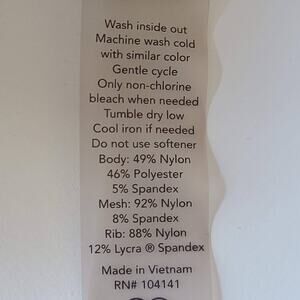 Wash inside out
Machine wash cold
with similar color
Gentle cycle
Only non-chlorine
bleach when needed
Tumble dry low
Cool iron if needed
Do not use softener
Body: 49% Nylon
46% Polyester
5% Spandex
Mesh: 92% Nylon
8% Spandex
Rib: 88% Nylon
12% Lycra ® Spandex
Made in Vietnam
RN# 104141